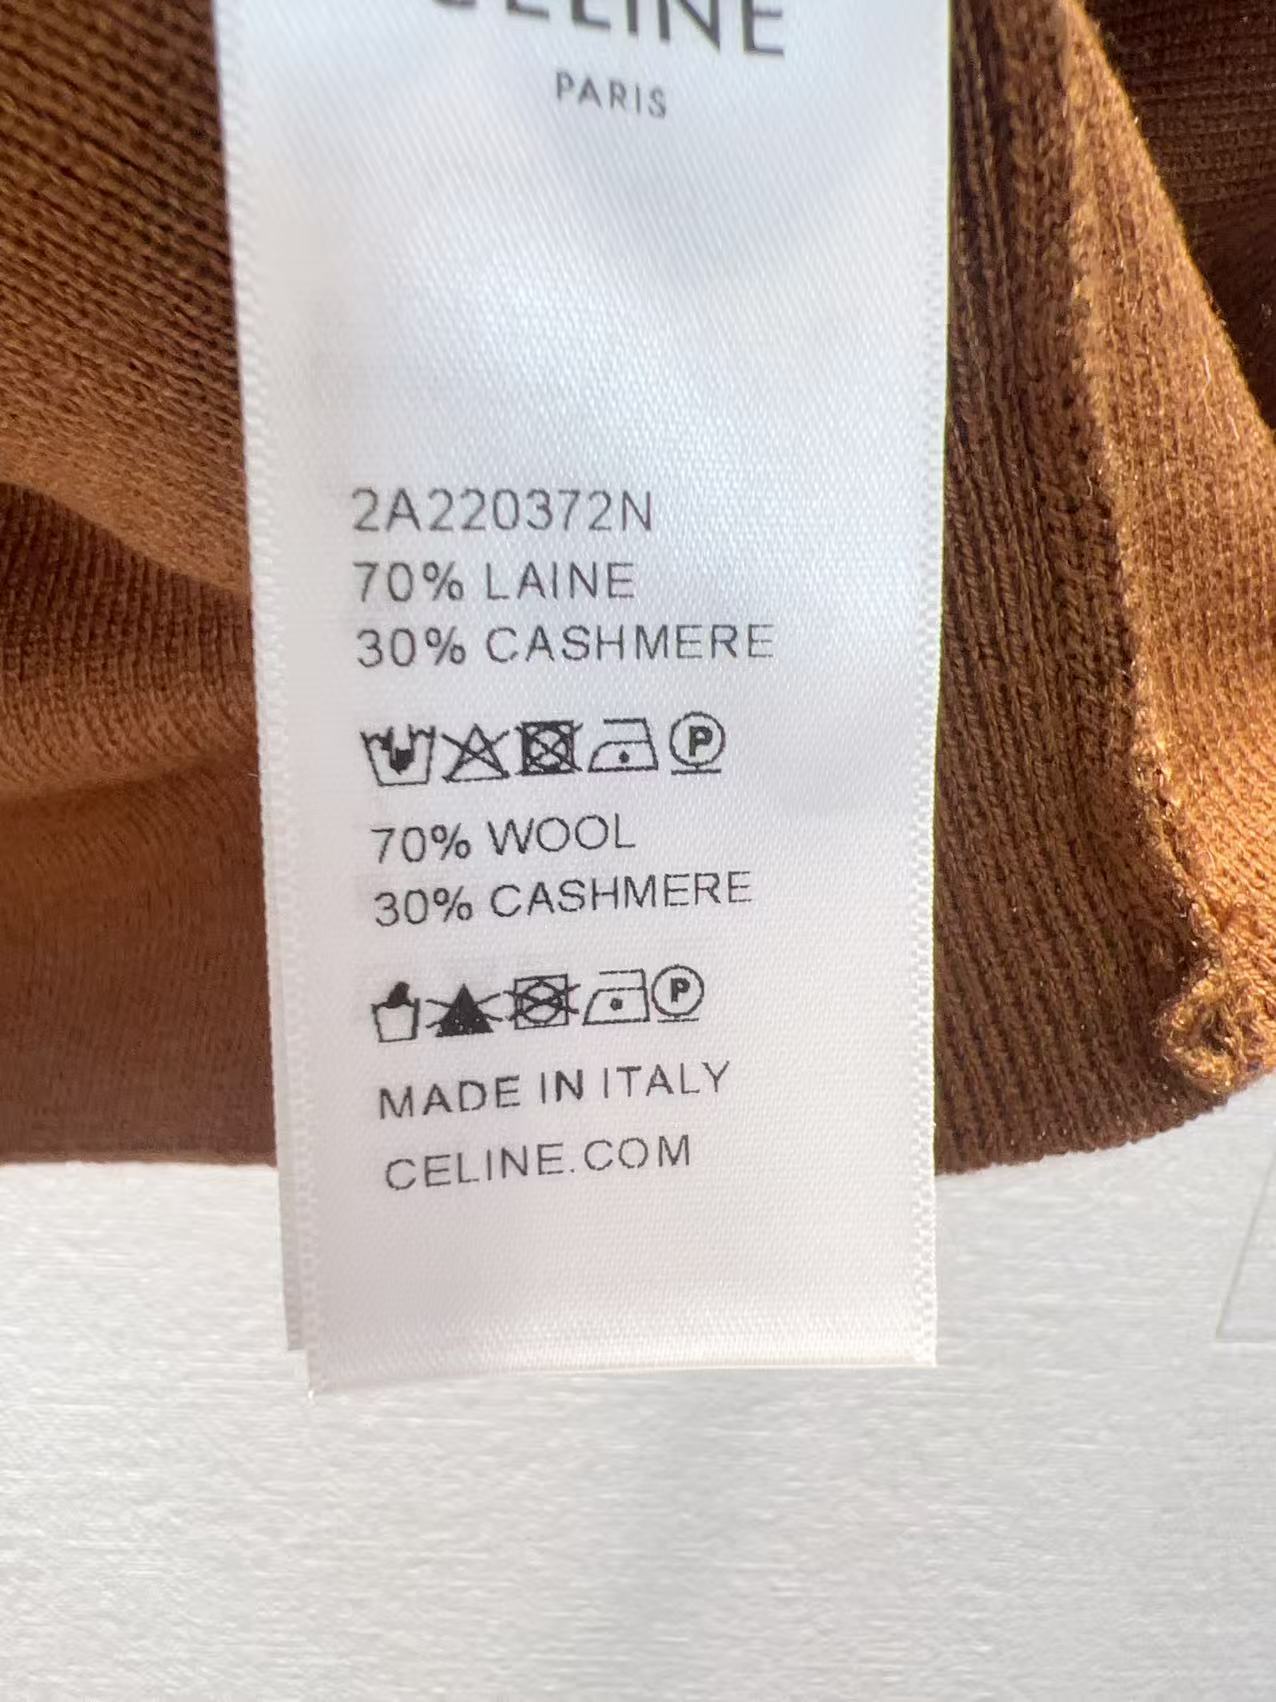 CELINE
PARIS
2A220372N
70% LAINE
30% CASHMERE
P
70% WOOL
30% CASHMERE
P
MADE IN ITALY
CELINE.COM